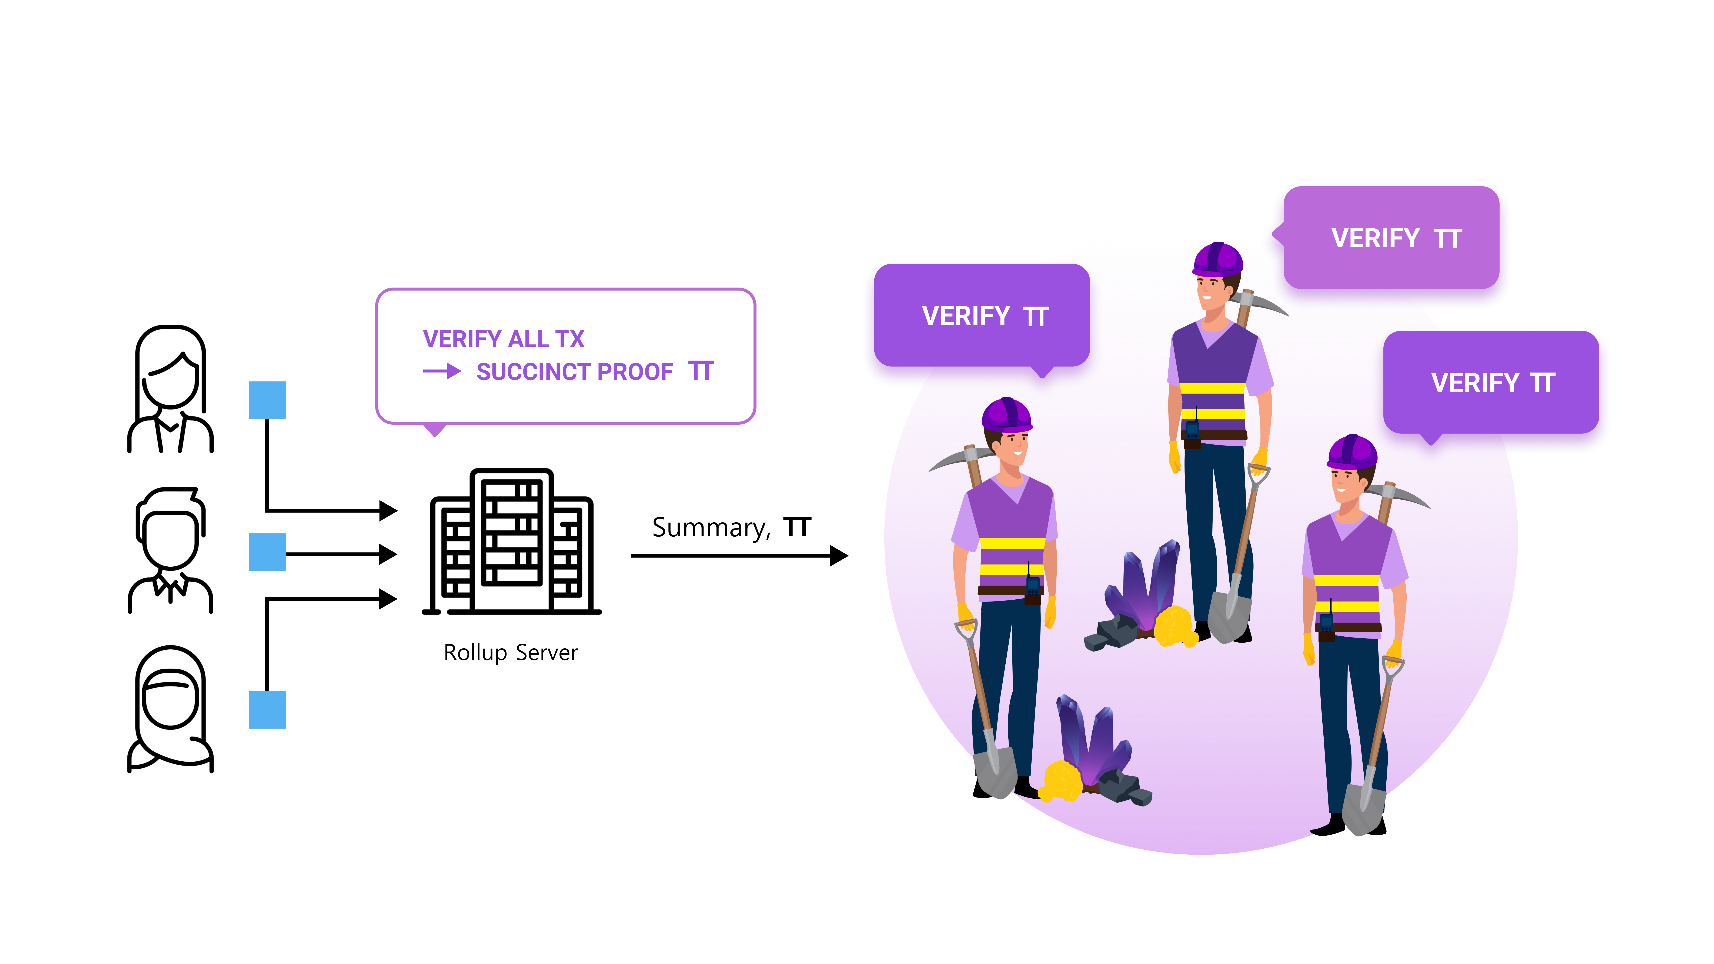 VERIFY ALL TX
→ SUCCINCT PROOF π
Rollup Server
Summary, π
VERIFY π
VERIFY π
VERIFY π